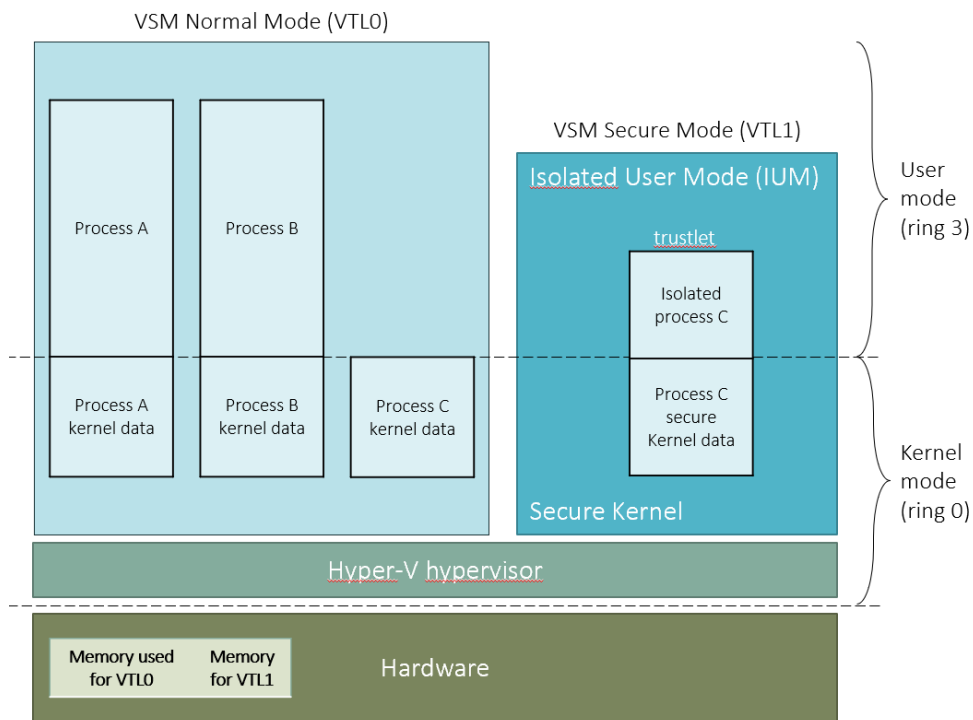 VSM Normal Mode (VTL0)
VSM Secure Mode (VTL1)
Isolated User Mode (IUM)
User
mode
(ring 3)
Process A
Process B
trustlet
Isolated
process C
Process A
kernel data
Process B
kernel data
Process C
kernel data
Process C
secure
Kernel data
Kernel
mode
(ring 0)
Secure Kernel
Hyper-V hypervisor
Memory used
for VTL0
Memory
for VTL1
Hardware